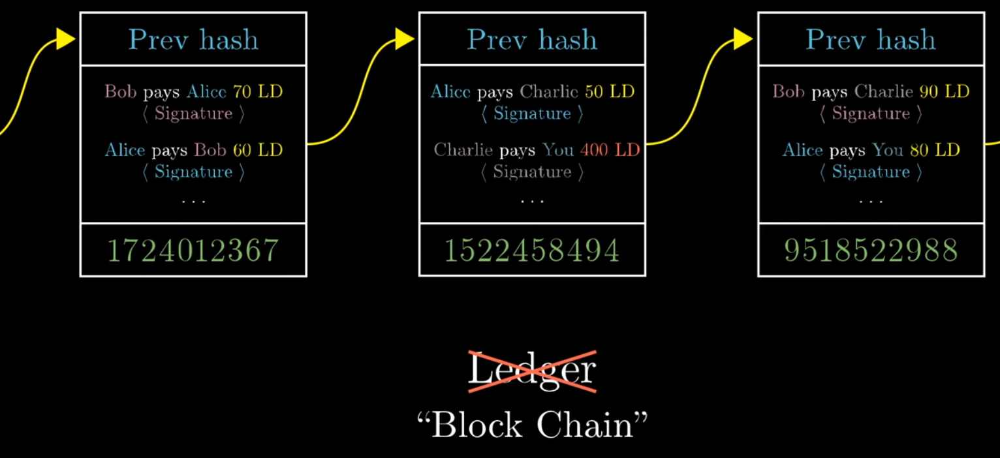 Prev hash
Bob pays Alice 70 LD
⟨ Signature ⟩
Alice pays Bob 60 LD
⟨ Signature ⟩
...
1724012367
Prev hash
Alice pays Charlie 50 LD
⟨ Signature ⟩
Charlie pays You 400 LD
⟨ Signature ⟩
...
1522458494
Prev hash
Bob pays Charlie 90 LD
⟨ Signature ⟩
Alice pays You 80 LD
⟨ Signature ⟩
...
9518522988
Ledger
“Block Chain”